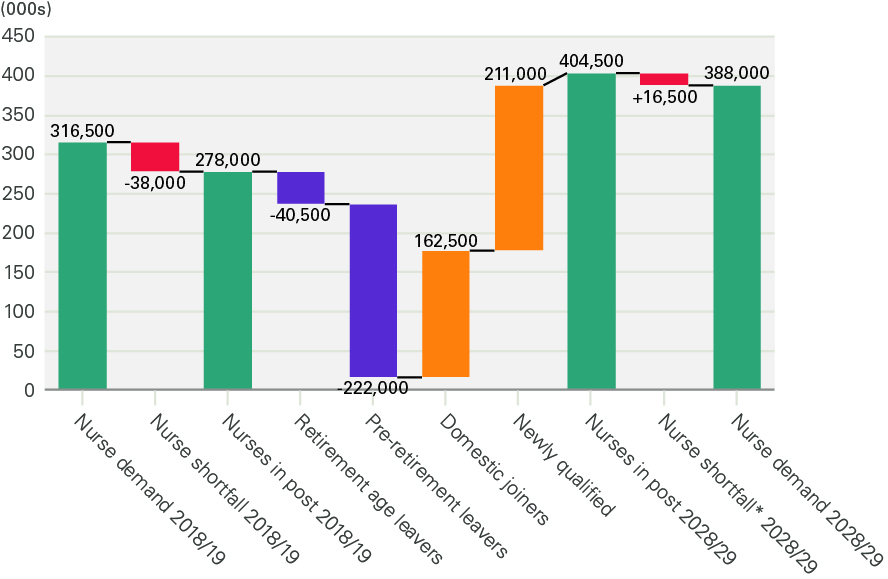 (000s)
450
400
350
300
250
200
150
100
50
0
316,500
-38,000
278,000
-40,500
-222,000
162,500
211,000
404,500
+16,500
388,000
Nurse demand 2018/19
Nurse shortfall 2018/19
Nurses in post 2018/19
Retirement age leavers
Pre-retirement leavers
Domestic joiners
Newly qualified
Nurses in post 2028/29
Nurse shortfall* 2028/29
Nurse demand 2028/29